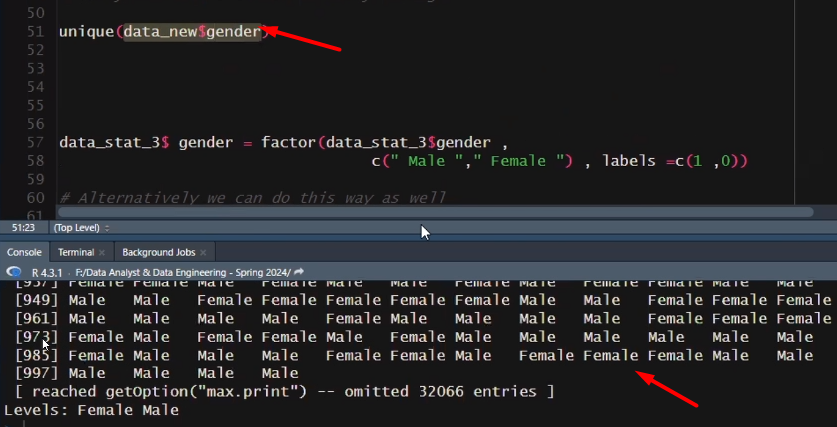 50
51 unique(data_new$gender)
52
53
54
55
56
57 data_stat_3$ gender = factor(data_stat_3$gender ,
58 c(" Male "," Female ") , labels =c(1 ,0))
59
60 # Alternatively we can do this way as well
61
51:23 (Top Level)
Console Terminal Background Jobs
R 4.3.1 · F:/Data Analyst & Data Engineering - Spring 2024/
[937] Female Female Male Female Female Male Male Female Female Female Male Male
[949] Male Male Female Female Female Female Female Male Male Female Female Female
[961] Male Male Male Male Female Male Male Male Male Female Female Female
[973] Female Male Female Female Male Female Male Male Male Male Male Male
[985] Female Male Male Male Female Female Male Female Female Female Male Male
[997] Male Male Male Male
[ reached getOption("max.print") -- omitted 32066 entries ]
Levels: Female Male